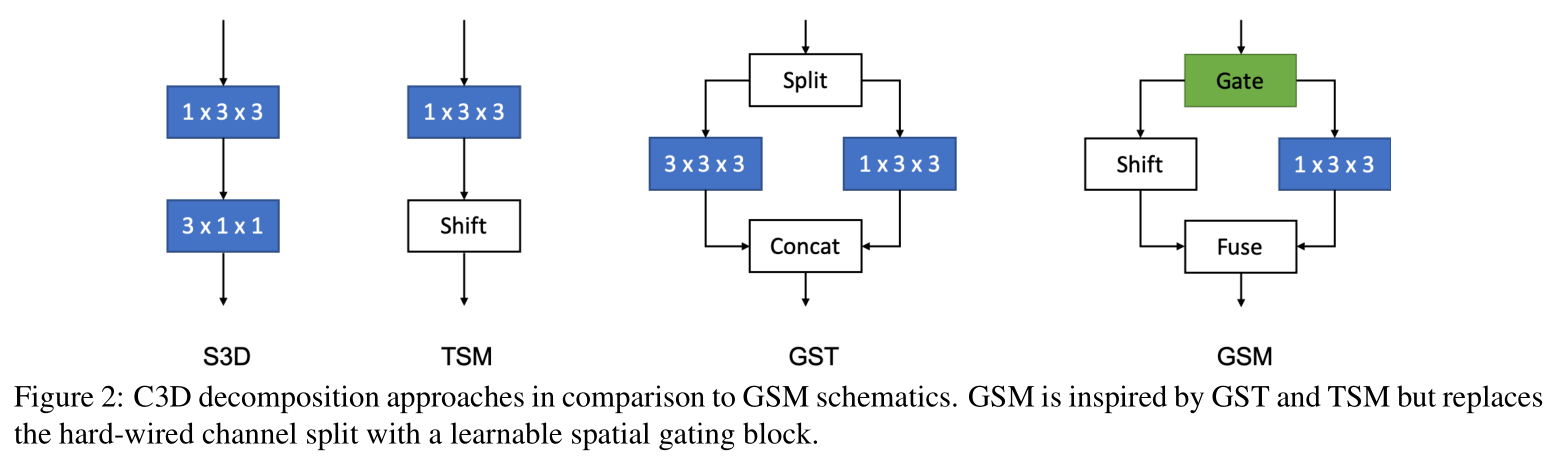 1 x 3 x 3
3 x 1 x 1
S3D
1 x 3 x 3
Shift
TSM
Split
3 x 3 x 3
1 x 3 x 3
Concat
GST
Gate
Shift
1 x 3 x 3
Fuse
GSM
Figure 2: C3D decomposition approaches in comparison to GSM schematics. GSM is inspired by GST and TSM but replaces
the hard-wired channel split with a learnable spatial gating block.